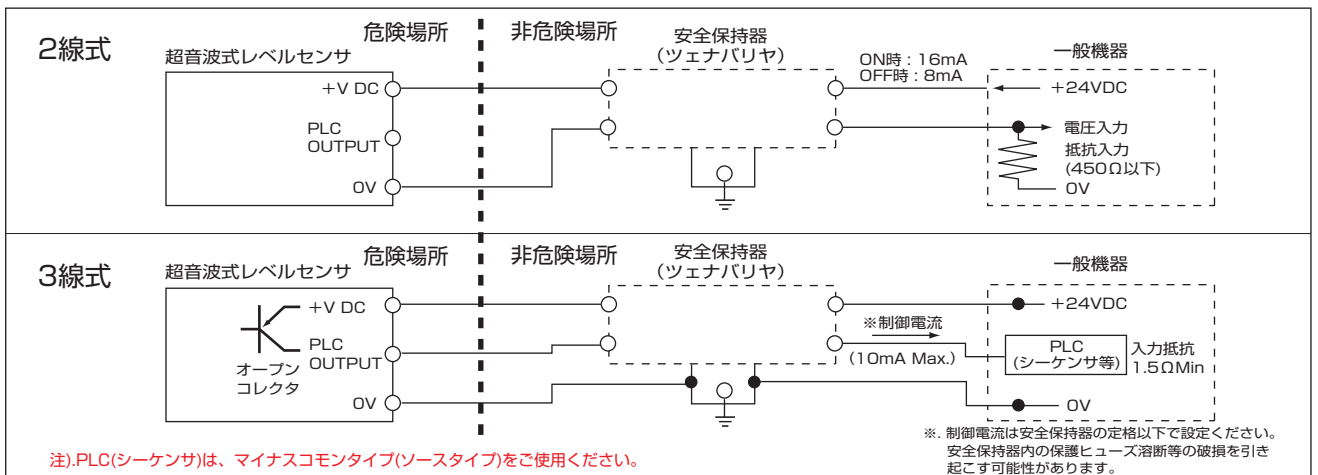 2線式
危険場所
非危険場所
超音波式レベルセンサ
安全保持器
(ツェナバリヤ)
一般機器
ON時：16mA
OFF時：8mA
+V DC
+24VDC
PLC
OUTPUT
電圧入力
抵抗入力
(450Ω以下)
0V
0V
3線式
危険場所
非危険場所
超音波式レベルセンサ
安全保持器
(ツェナバリヤ)
一般機器
+V DC
+24VDC
※制御電流
(10mA Max.)
PLC
OUTPUT
オープン
コレクタ
PLC
(シーケンサ等)
入力抵抗
1.5ΩMin
0V
0V
※. 制御電流は安全保持器の定格以下で設定ください。
安全保持器内の保護ヒューズ溶断等の破損を引き
起こす可能性があります。
注).PLC(シーケンサ)は、マイナスコモンタイプ(ソースタイプ)をご使用ください。